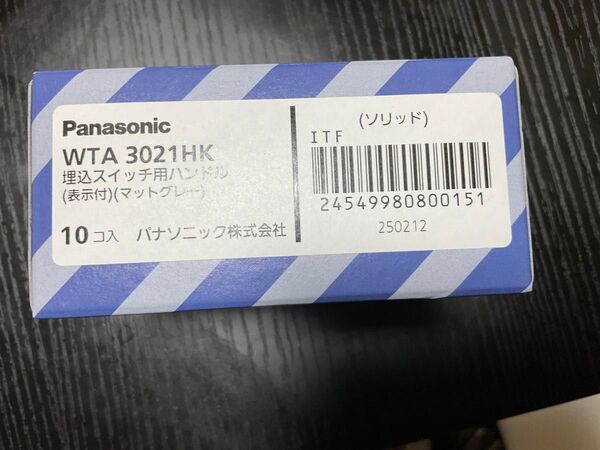 Panasonic
WTA 3021HK
埋込スイッチ用ハンドル
(表示付)(マットグレー)
10コ入 パナソニック株式会社
(ソリッド)
ITF
24549980800151
250212